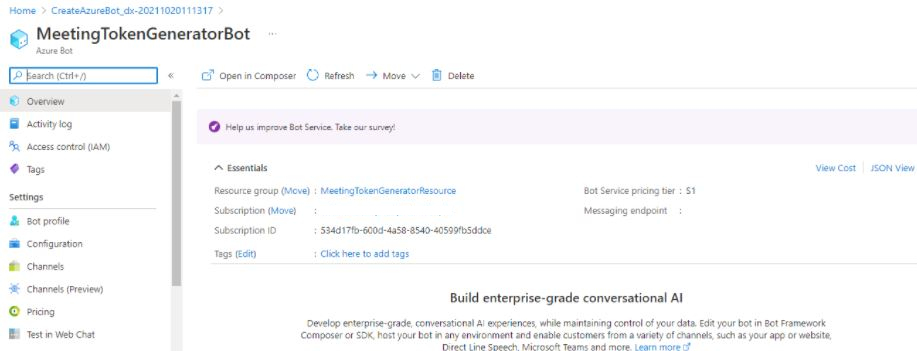 Home > CreateAzureBot_dx-20211020111317 >
MeetingTokenGeneratorBot ...
Azure Bot
Search (Ctrl+/) «
Open in Composer Refresh Move Delete
Overview
Activity log
Access control (IAM)
Tags
Settings
Bot profile
Configuration
Channels
Channels (Preview)
Pricing
Test in Web Chat
Help us improve Bot Service. Take our survey!
Essentials
View Cost JSON View
Resource group (Move) : MeetingTokenGeneratorResource
Subscription (Move) :
Subscription ID : 534d17fb-600d-4a58-8540-40599fb5ddce
Tags (Edit) : Click here to add tags
Bot Service pricing tier : S1
Messaging endpoint :
Build enterprise-grade conversational AI
Develop enterprise-grade, conversational AI experiences, while maintaining control of your data. Edit your bot in Bot Framework
Composer or SDK, host your bot in any environment and enable customers from a variety of channels, such as your app or website,
Direct Line Speech, Microsoft Teams and more. Learn more